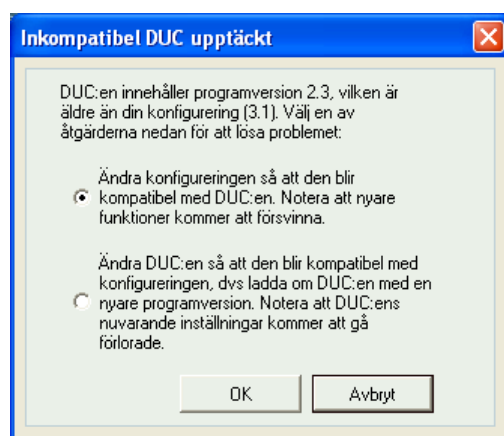 Inkompatibel DUC upptäckt
DUC:en innehåller programversion 2.3, vilken är
äldre än din konfigurering (3.1). Välj en av
åtgärderna nedan för att lösa problemet:
Ändra konfigureringen så att den blir
kompatibel med DUC:en. Notera att nyare
funktioner kommer att försvinna.
Ändra DUC:en så att den blir kompatibel med
konfigureringen, dvs ladda om DUC:en med en
nyare programversion. Notera att DUC:ens
nuvarande inställningar kommer att gå
förlorade.
OK
Avbryt